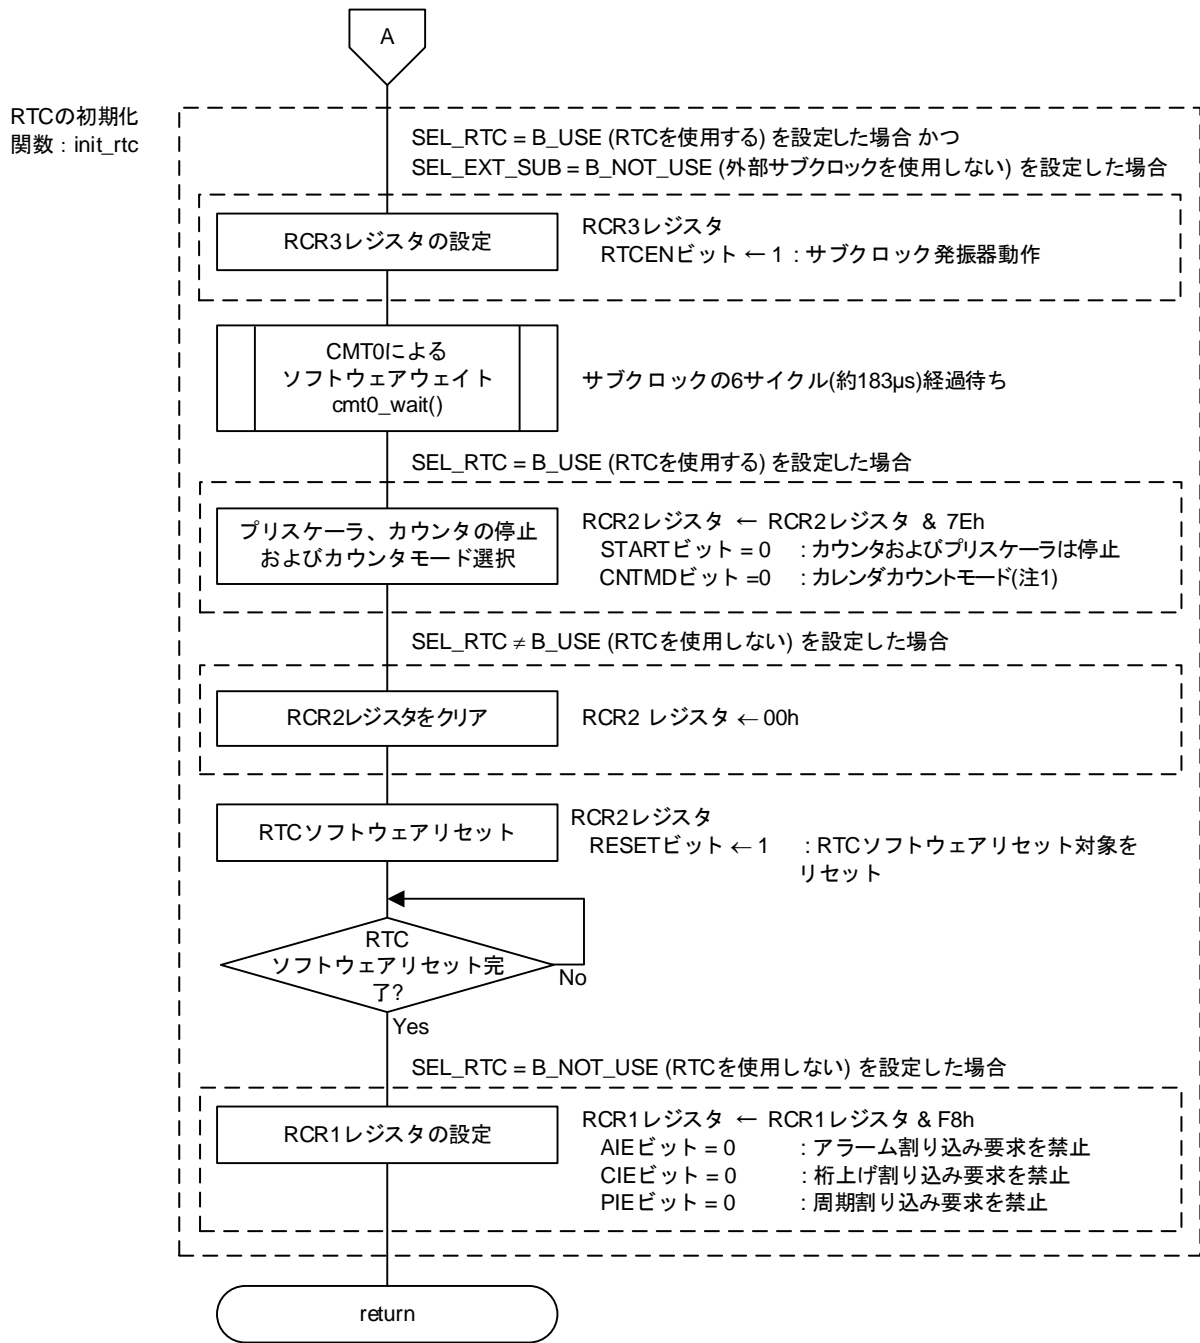 A
RTCの初期化
関数 : init_rtc
SEL_RTC = B_USE (RTCを使用する) を設定した場合 かつ
SEL_EXT_SUB = B_NOT_USE (外部サブクロックを使用しない) を設定した場合
RCR3レジスタの設定
RCR3レジスタ
RTCENビット ← 1 : サブクロック発振器動作
CMT0による
ソフトウェアウェイト
cmt0_wait()
サブクロックの6サイクル(約183µs)経過待ち
SEL_RTC = B_USE (RTCを使用する) を設定した場合
プリスケーラ、カウンタの停止
およびカウンタモード選択
RCR2レジスタ ← RCR2レジスタ & 7Eh
STARTビット = 0 : カウンタおよびプリスケーラは停止
CNTMDビット =0 : カレンダカウントモード(注1)
SEL_RTC ≠ B_USE (RTCを使用しない) を設定した場合
RCR2レジスタをクリア
RCR2 レジスタ ← 00h
RTCソフトウェアリセット
RCR2レジスタ
RESETビット ← 1 : RTCソフトウェアリセット対象を
リセット
RTC
ソフトウェアリセット完
了?
No
Yes
SEL_RTC = B_NOT_USE (RTCを使用しない) を設定した場合
RCR1レジスタの設定
RCR1レジスタ ← RCR1レジスタ & F8h
AIEビット = 0 : アラーム割り込み要求を禁止
CIEビット = 0 : 桁上げ割り込み要求を禁止
PIEビット = 0 : 周期割り込み要求を禁止
return